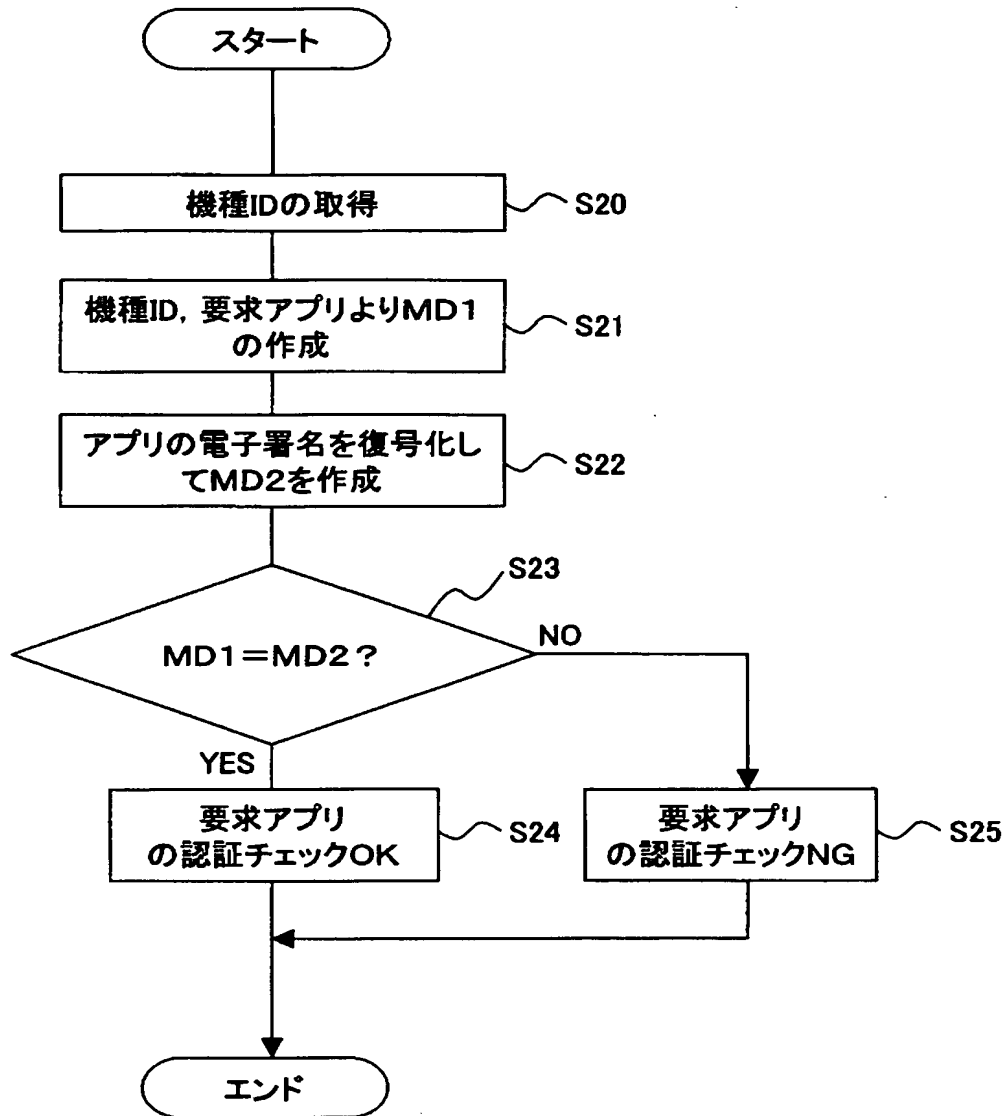 スタート
機種IDの取得
S20
機種ID, 要求アプリよりMD1
の作成
S21
アプリの電子署名を復号化し
てMD2を作成
S22
S23
MD1=MD2?
NO
YES
要求アプリ
の認証チェックOK
S24
要求アプリ
の認証チェックNG
S25
エンド